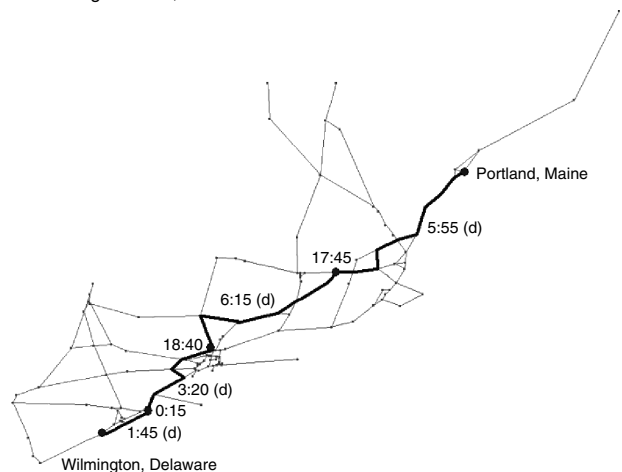 Portland, Maine
5:55 (d)
17:45
6:15 (d)
18:40
3:20 (d)
0:15
1:45 (d)
Wilmington, Delaware